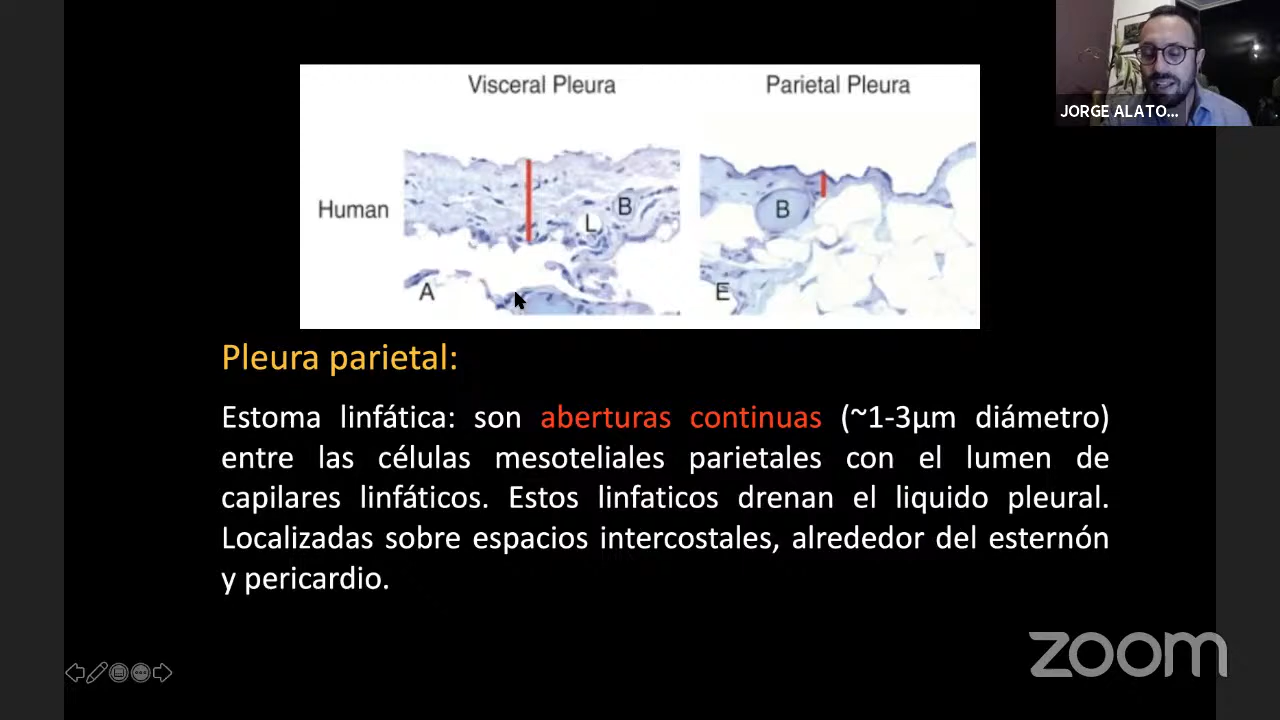 Visceral Pleura
Parietal Pleura
JORGE ALATO...
Human
L
B
B
A
E
Pleura parietal:
Estoma linfática: son aberturas continuas (~1-3µm diámetro)
entre las células mesoteliales parietales con el lumen de
capilares linfáticos. Estos linfaticos drenan el liquido pleural.
Localizadas sobre espacios intercostales, alrededor del esternón
y pericardio.
zoom